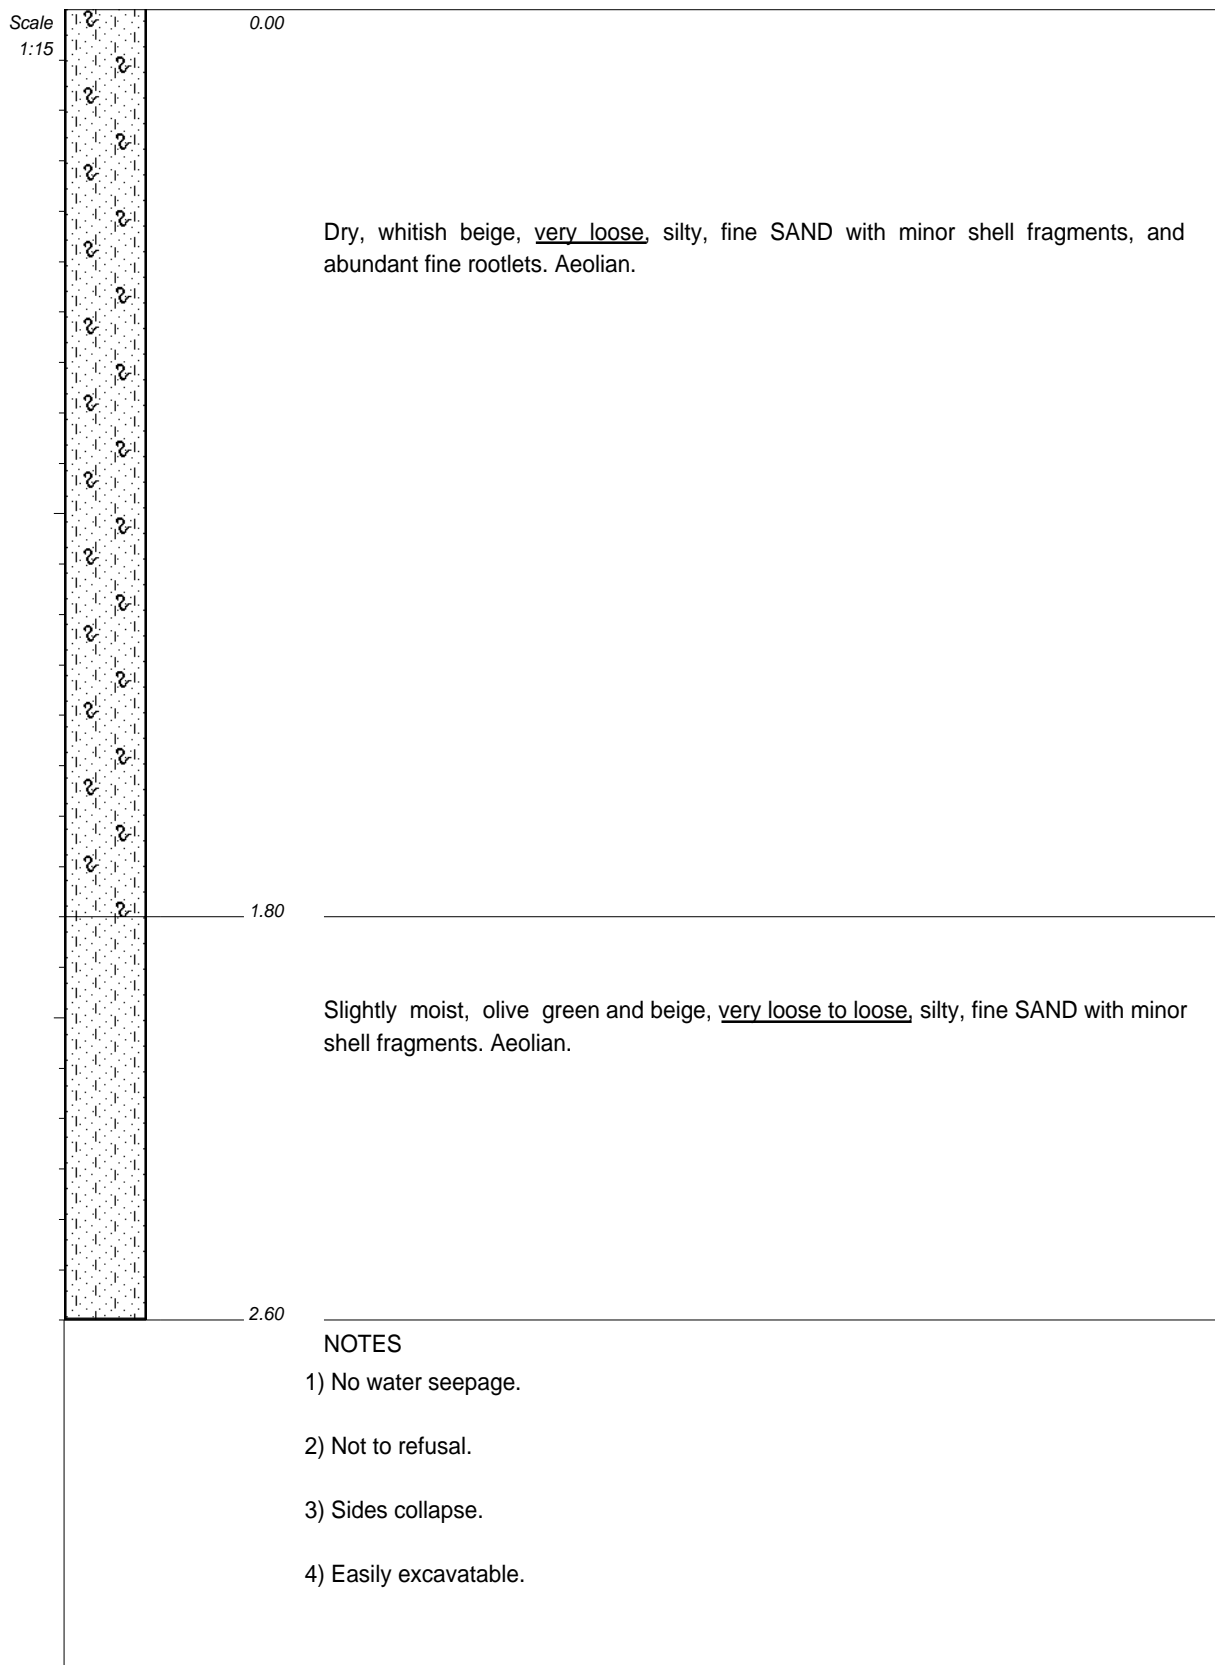 Scale
1:15
0.00
Dry, whitish beige, very loose, silty, fine SAND with minor shell fragments, and
abundant fine rootlets. Aeolian.
1.80
Slightly moist, olive green and beige, very loose to loose, silty, fine SAND with minor
shell fragments. Aeolian.
2.60
NOTES
1) No water seepage.
2) Not to refusal.
3) Sides collapse.
4) Easily excavatable.